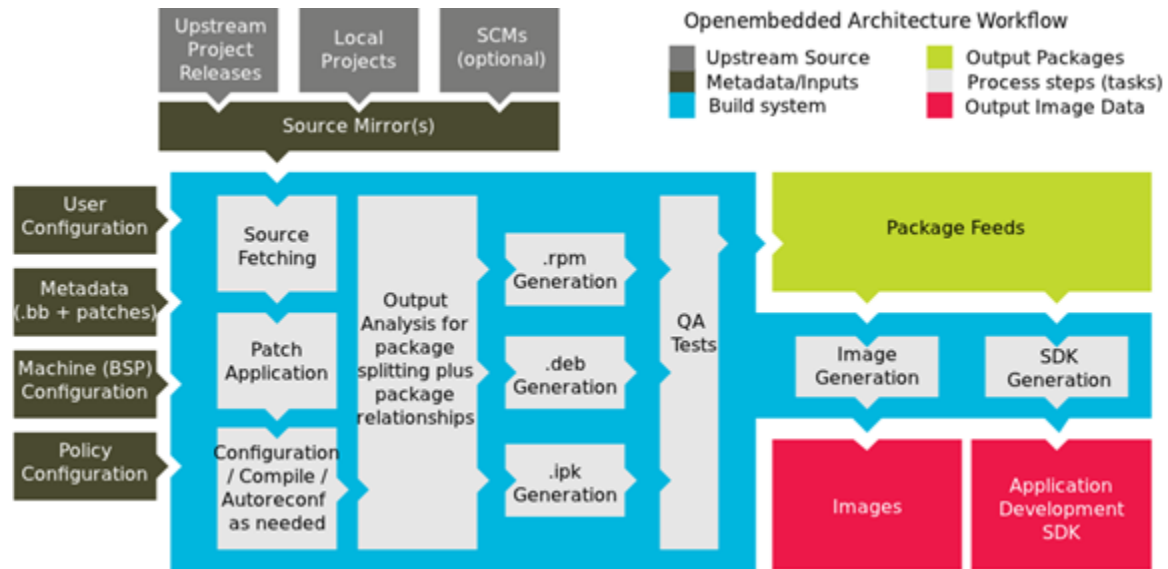 Upstream
Project
Releases
Local
Projects
SCMs
(optional)
Openembedded Architecture Workflow
Upstream Source
Metadata/Inputs
Build system
Output Packages
Process steps (tasks)
Output Image Data
Source Mirror(s)
User
Configuration
Metadata
(.bb + patches)
Machine (BSP)
Configuration
Policy
Configuration
Source
Fetching
Patch
Application
Configuration
/ Compile /
Autoreconf
as needed
Output
Analysis for
package
splitting plus
package
relationships
.rpm
Generation
.deb
Generation
.ipk
Generation
QA
Tests
Package Feeds
Image
Generation
SDK
Generation
Images
Application
Development
SDK